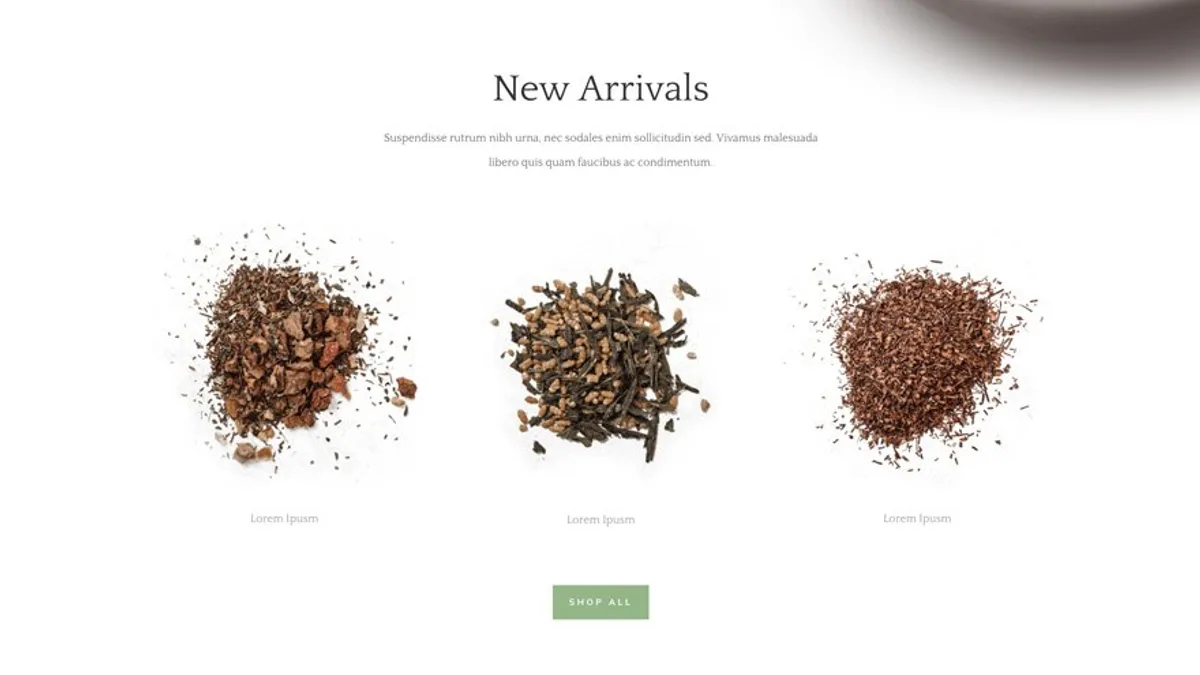 New Arrivals
Suspendisse rutrum nibh urna, nec sodales enim sollicitudin sed. Vivamus malesuada
libero quis quam faucibus ac condimentum.
Lorem Ipusm
Lorem Ipusm
Lorem Ipusm
SHOP ALL